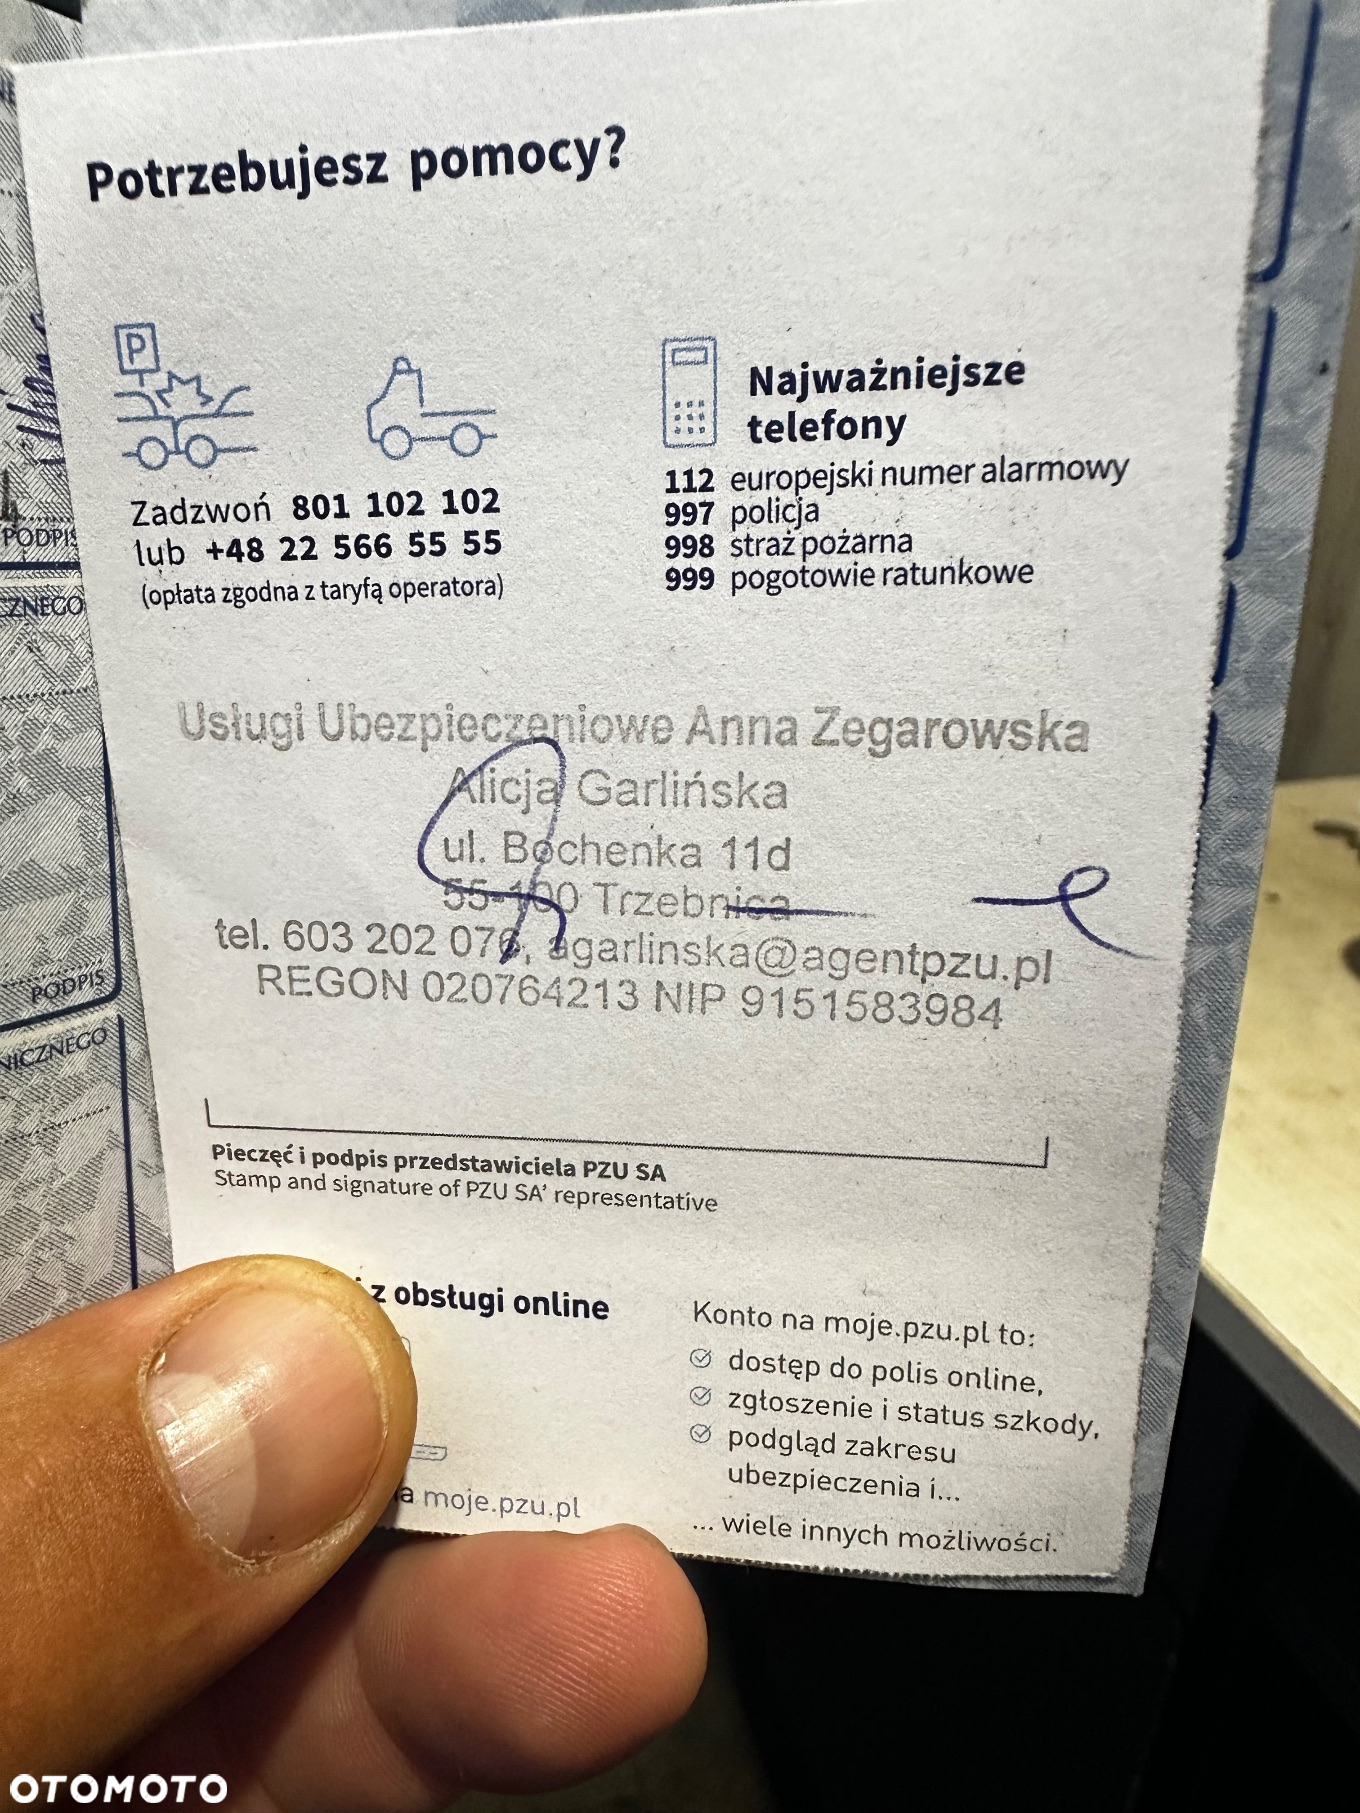 Potrzebujesz pomocy?
P
Zadzwoń 801 102 102
lub +48 22 566 55 55
(opłata zgodna z taryfą operatora)
Najważniejsze
telefony
112 europejski numer alarmowy
997 policja
998 straż pożarna
999 pogotowie ratunkowe
PODPIS
CZNEGO
Usługi Ubezpieczeniowe Anna Zegarowska
Alicja Garlińska
ul. Bochenka 11d
55-100 Trzebnica
tel. 603 202 076, agarlinska@agentpzu.pl
REGON 020764213 NIP 9151583984
PODPIS
NICZNEGO
Pieczęć i podpis przedstawiciela PZU SA
Stamp and signature of PZU SA' representative
z obsługi online
moje.pzu.pl
Konto na moje.pzu.pl to:
dostęp do polis online,
zgłoszenie i status szkody,
podgląd zakresu
ubezpieczenia i...
... wiele innych możliwości.
OTOMOTO